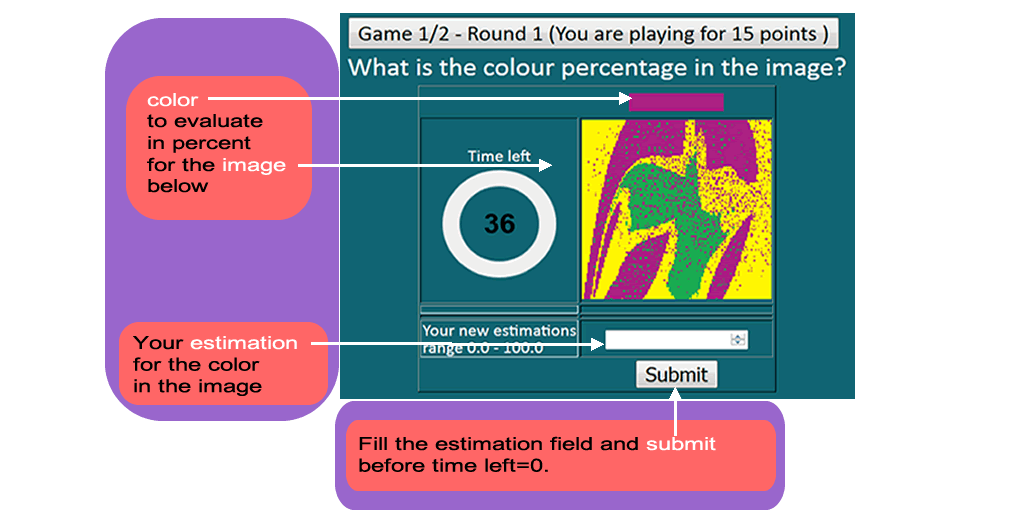 Game 1/2 - Round 1 (You are playing for 15 points )
What is the colour percentage in the image?
color
to evaluate
in percent
for the image
below
Time left
36
Your new estimations
range 0.0 - 100.0
Submit
Your estimation
for the color
in the image
Fill the estimation field and submit
before time left=0.